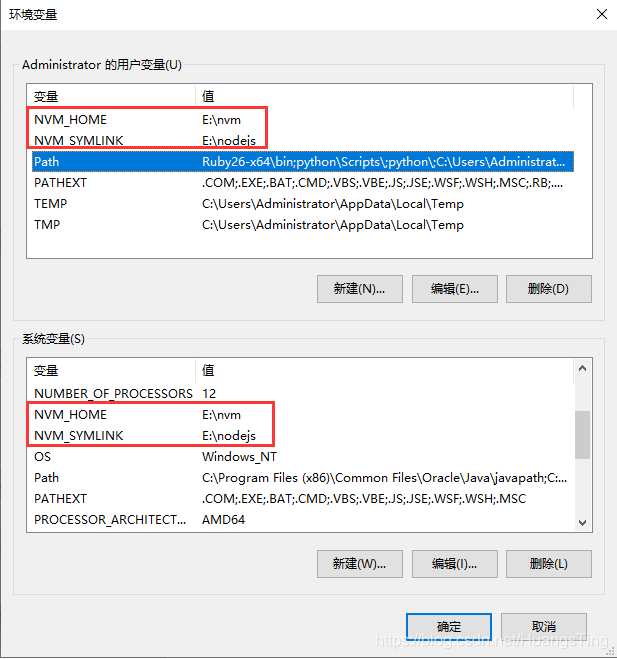 环境变量
Administrator 的用户变量(U)
变量 值
NVM_HOME E:\nvm
NVM_SYMLINK E:\nodejs
Path Ruby26-x64\bin;python\Scripts\;python\;C:\Users\Administrat...
PATHEXT .COM;.EXE;.BAT;.CMD;.VBS;.VBE;.JS;.JSE;.WSF;.WSH;.MSC;.RB;....
TEMP C:\Users\Administrator\AppData\Local\Temp
TMP C:\Users\Administrator\AppData\Local\Temp
新建(N)... 编辑(E)... 删除(D)
系统变量(S)
变量 值
NUMBER_OF_PROCESSORS 12
NVM_HOME E:\nvm
NVM_SYMLINK E:\nodejs
OS Windows_NT
Path C:\Program Files (x86)\Common Files\Oracle\Java\javapath;C:...
PATHEXT .COM;.EXE;.BAT;.CMD;.VBS;.VBE;.JS;.JSE;.WSF;.WSH;.MSC
PROCESSOR_ARCHITECT... AMD64
新建(W)... 编辑(I)... 删除(L)
确定 取消
https://blog.csdn.net/HuangsTing